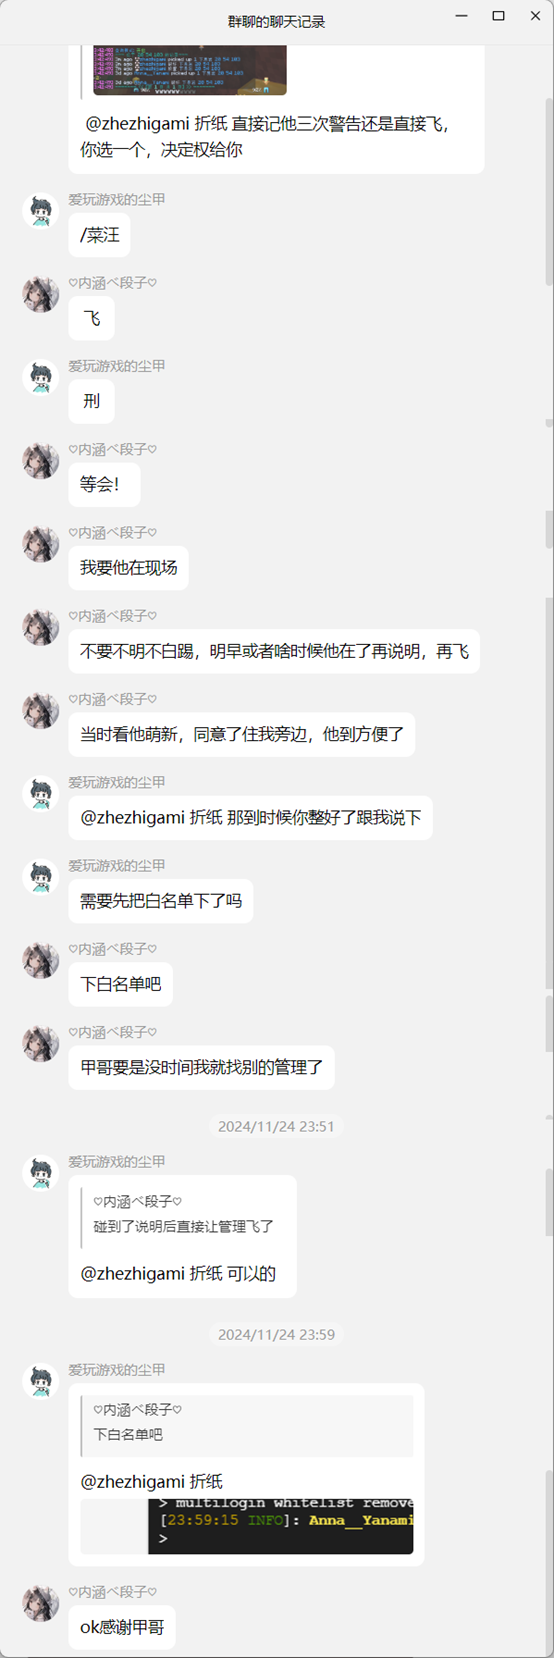 群聊的聊天记录
@zhezhigami 折纸 直接记他三次警告还是直接飞,
你选一个，决定权给你
爱玩游戏的尘甲
/菜汪
♡内涵ベ段子♡
飞
爱玩游戏的尘甲
刑
♡内涵ベ段子♡
等会!
♡内涵ベ段子♡
我要他在现场
♡内涵ベ段子♡
不要不明不白踢，明早或者啥时候他在了再说明，再飞
♡内涵ベ段子♡
当时看他萌新，同意了住我旁边，他到方便了
爱玩游戏的尘甲
@zhezhigami 折纸 那到时候你整好了跟我说下
爱玩游戏的尘甲
需要先把白名单下了吗
♡内涵ベ段子♡
下白名单吧
♡内涵ベ段子♡
甲哥要是没时间我就找别的管理了
2024/11/24 23:51
爱玩游戏的尘甲
♡内涵ベ段子♡
碰到了说明后直接让管理飞了
@zhezhigami 折纸 可以的
2024/11/24 23:59
爱玩游戏的尘甲
♡内涵ベ段子♡
下白名单吧
@zhezhigami 折纸
> multilogin whitelist remove
[23:59:15 INFO]: Anna__Yanami
>
♡内涵ベ段子♡
ok感谢甲哥